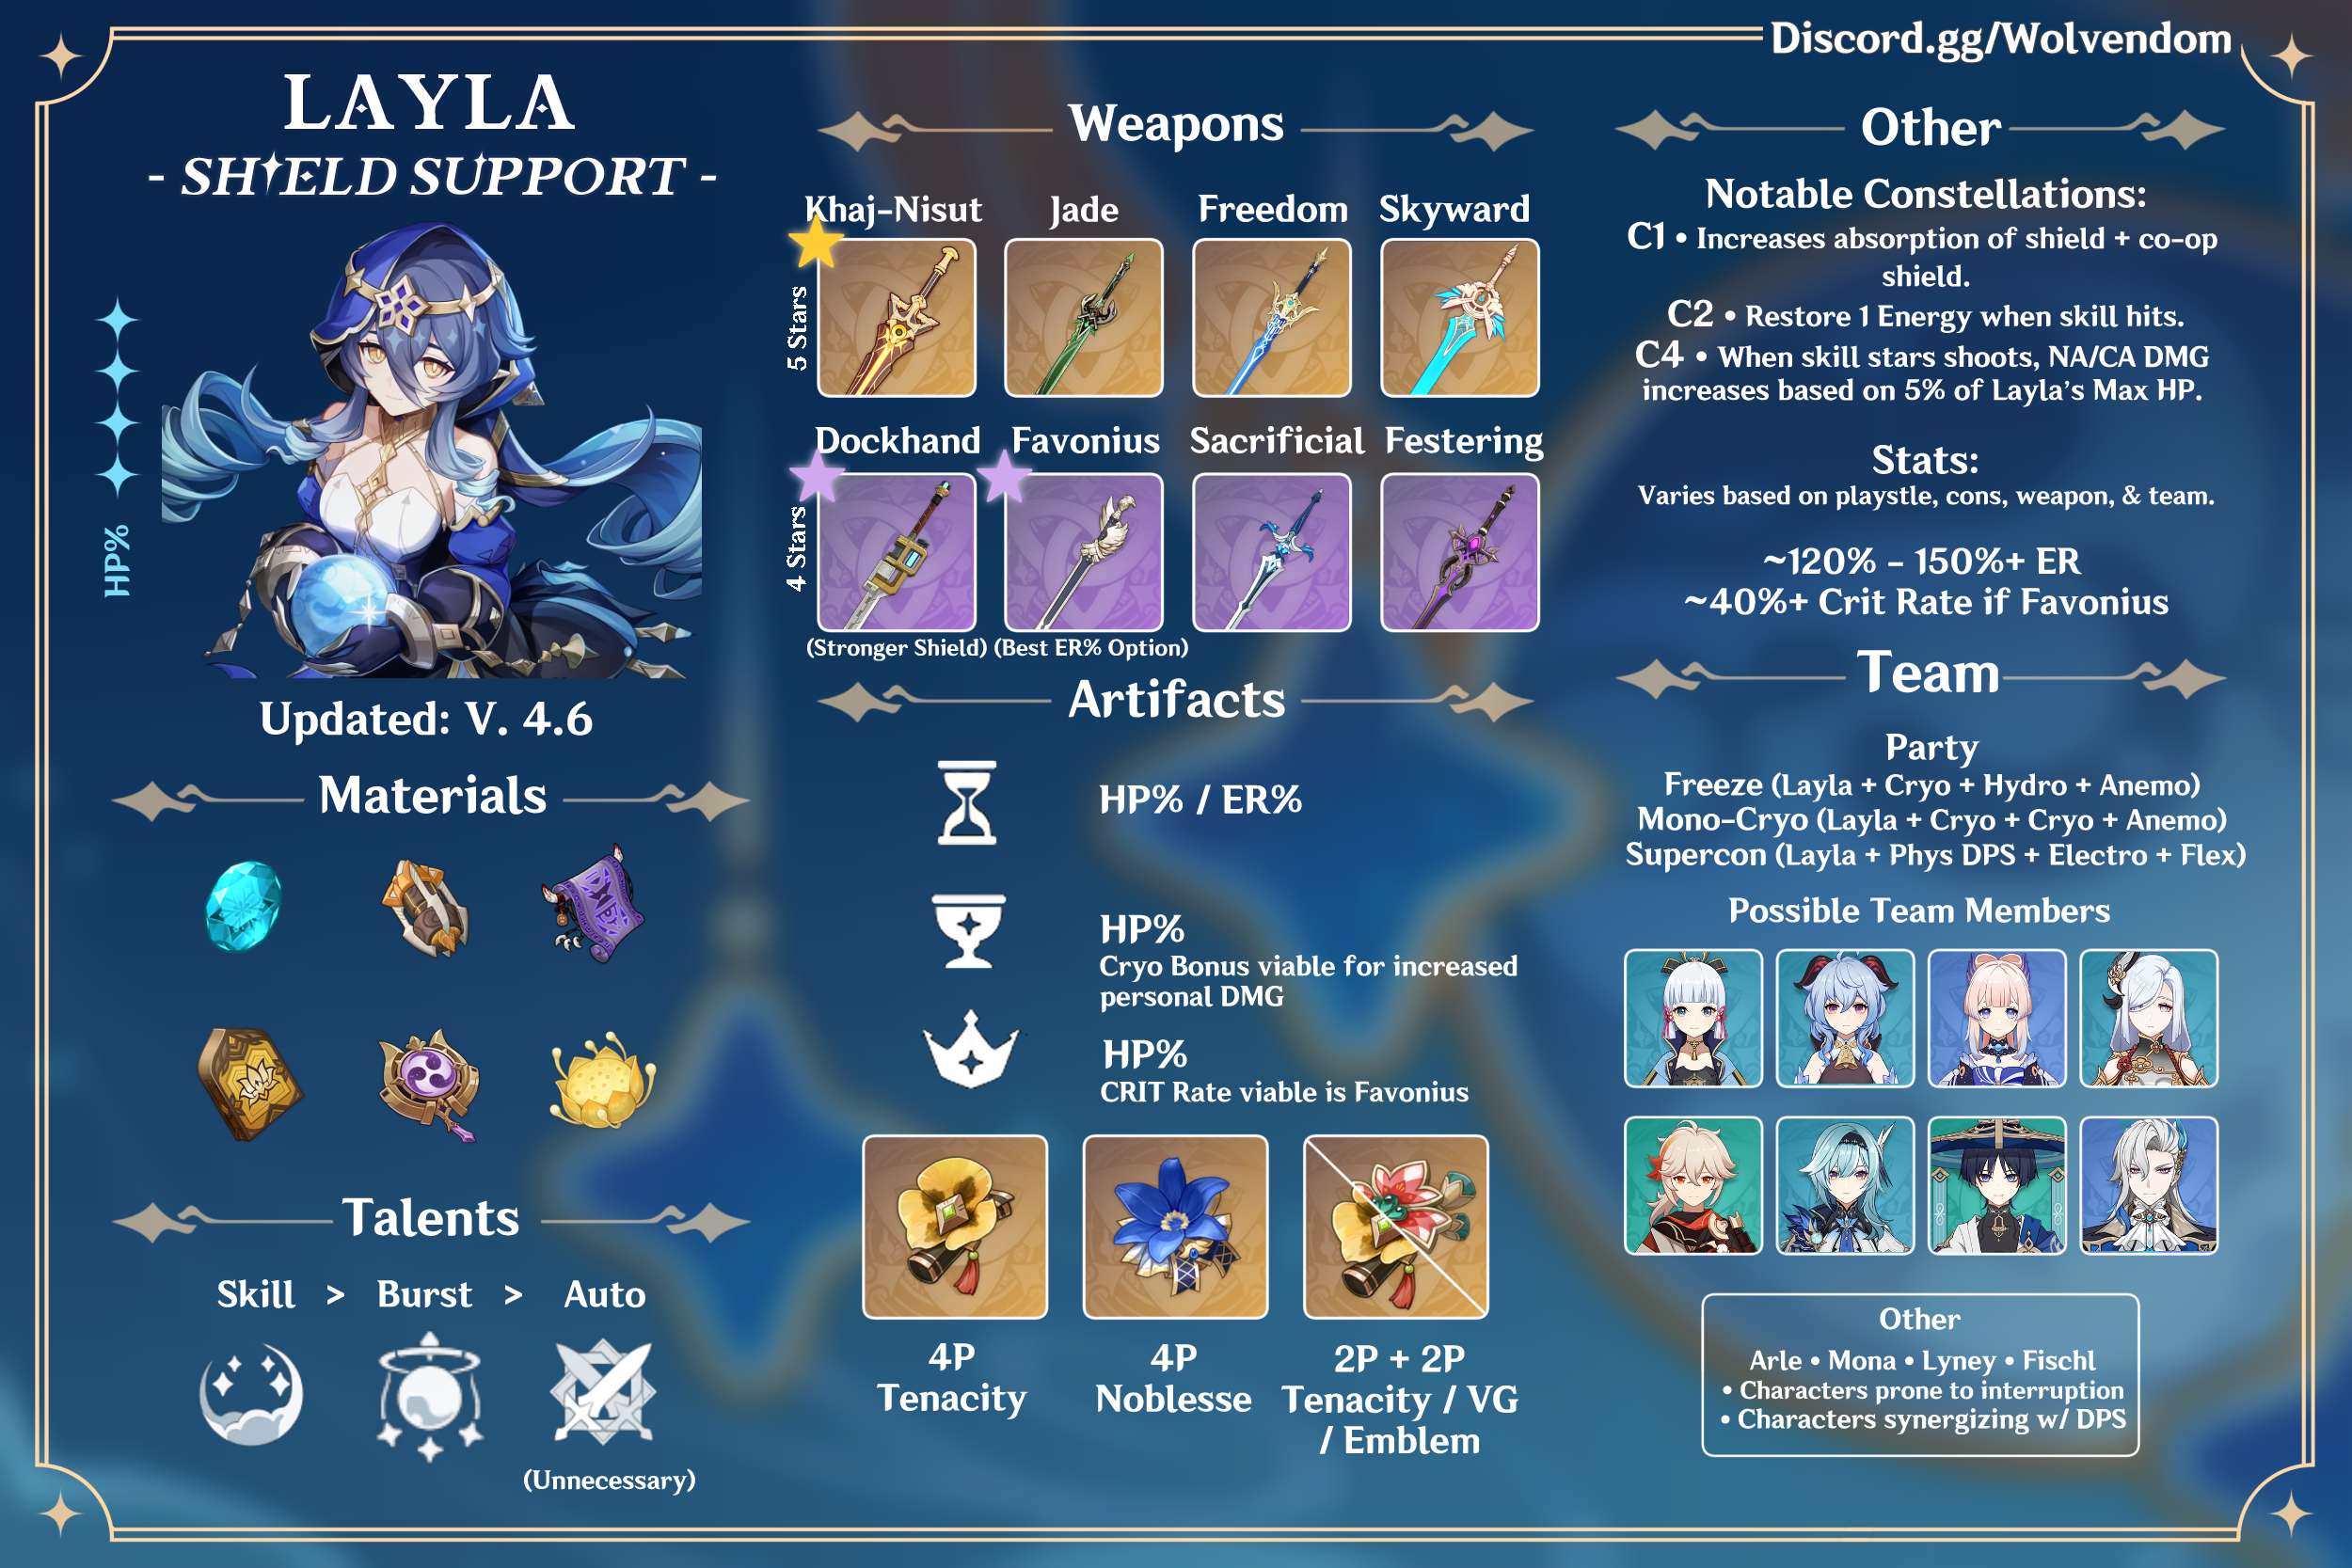 Discord.gg/Wolvendom
LAYLA
- SHIELD SUPPORT -
HP%
Updated: V. 4.6
Materials
Talents
Skill > Burst > Auto
(Unnecessary)
Weapons
5 Stars
Khaj-Nisut Jade Freedom Skyward
4 Stars
Dockhand Favonius Sacrificial Festering
(Stronger Shield) (Best ER% Option)
Artifacts
HP% / ER%
HP%
Cryo Bonus viable for increased
personal DMG
HP%
CRIT Rate viable is Favonius
4P
Tenacity
4P
Noblesse
2P + 2P
Tenacity / VG
/ Emblem
Other
Notable Constellations:
C1 • Increases absorption of shield + co-op
shield.
C2 • Restore 1 Energy when skill hits.
C4 • When skill stars shoots, NA/CA DMG
increases based on 5% of Layla's Max HP.
Stats:
Varies based on playstle, cons, weapon, & team.
~120% - 150%+ ER
~40%+ Crit Rate if Favonius
Team
Party
Freeze (Layla + Cryo + Hydro + Anemo)
Mono-Cryo (Layla + Cryo + Cryo + Anemo)
Supercon (Layla + Phys DPS + Electro + Flex)
Possible Team Members
Other
Arle • Mona • Lyney • Fischl
• Characters prone to interruption
• Characters synergizing w/ DPS